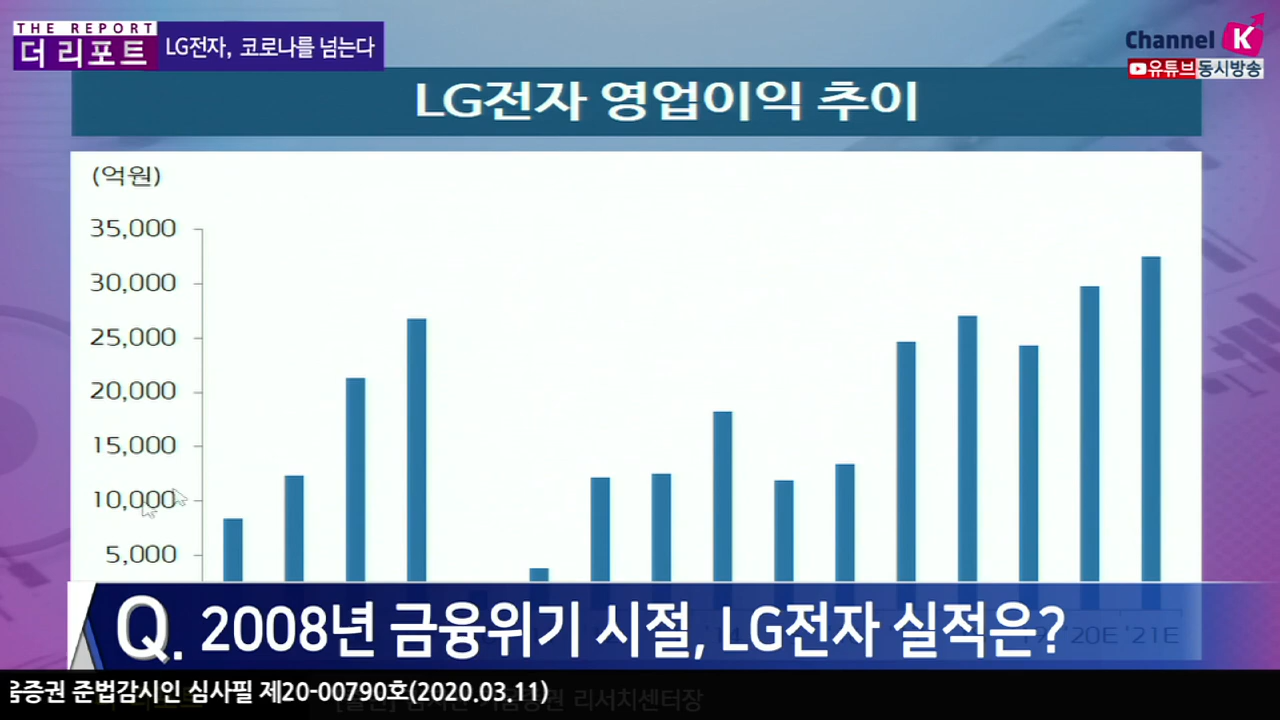 THE REPORT
더 리포트
LG전자, 코로나를 넘는다
Channel K
유튜브동시방송
LG전자 영업이익 추이
(억원)
35,000
30,000
25,000
20,000
15,000
10,000
5,000
'20E '21E
Q. 2008년 금융위기 시절, LG전자 실적은?
증권 준법감시인 심사필 제20-00790호(2020.03.11)
리서치센터장